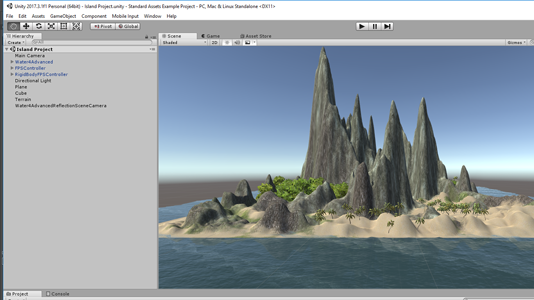 Unity 2017.3.1f1 Personal (64bit) - Island Project.unity - Standard Assets Example Project - PC, Mac & Linux Standalone <DX11>
File Edit Assets GameObject Component Mobile Input Window Help
Pivot Global
Hierarchy
Create
Scene Game Asset Store
Shaded 2D Gizmos
Island Project
Main Camera
Water4Advanced
FPSController
RigidBodyFPSController
Directional Light
Plane
Cube
Terrain
Water4AdvancedReflectionSceneCamera
Project Console